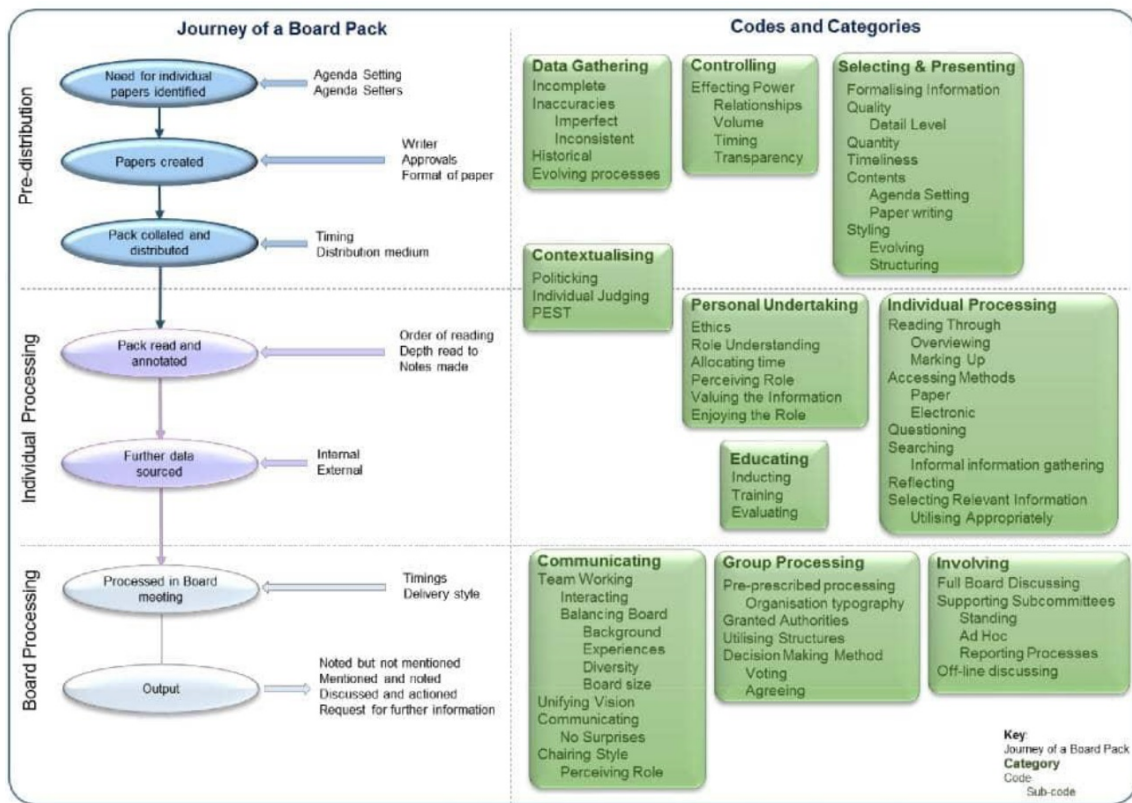 Journey of a Board Pack
Codes and Categories
Pre-distribution
Need for individual
papers identified
Agenda Setting
Agenda Setters
Papers created
Writer
Approvals
Format of paper
Pack collated and
distributed
Timing
Distribution medium
Individual Processing
Pack read and
annotated
Order of reading
Depth read to
Notes made
Further data
sourced
Internal
External
Board Processing
Processed in Board
meeting
Timings
Delivery style
Output
Noted but not mentioned
Mentioned and noted
Discussed and actioned
Request for further information
Data Gathering
Incomplete
Inaccuracies
Imperfect
Inconsistent
Historical
Evolving processes
Controlling
Effecting Power
Relationships
Volume
Timing
Transparency
Selecting & Presenting
Formalising Information
Quality
Detail Level
Quantity
Timeliness
Contents
Agenda Setting
Paper writing
Styling
Evolving
Structuring
Contextualising
Politicking
Individual Judging
PEST
Personal Undertaking
Ethics
Role Understanding
Allocating time
Perceiving Role
Valuing the Information
Enjoying the Role
Individual Processing
Reading Through
Overviewing
Marking Up
Accessing Methods
Paper
Electronic
Questioning
Searching
Informal information gathering
Reflecting
Selecting Relevant Information
Utilising Appropriately
Educating
Inducting
Training
Evaluating
Communicating
Team Working
Interacting
Balancing Board
Background
Experiences
Diversity
Board size
Unifying Vision
Communicating
No Surprises
Chairing Style
Perceiving Role
Group Processing
Pre-prescribed processing
Organisation typography
Granted Authorities
Utilising Structures
Decision Making Method
Voting
Agreeing
Involving
Full Board Discussing
Supporting Subcommittees
Standing
Ad Hoc
Reporting Processes
Off-line discussing
Key:
Journey of a Board Pack
Category
Code
Sub-code